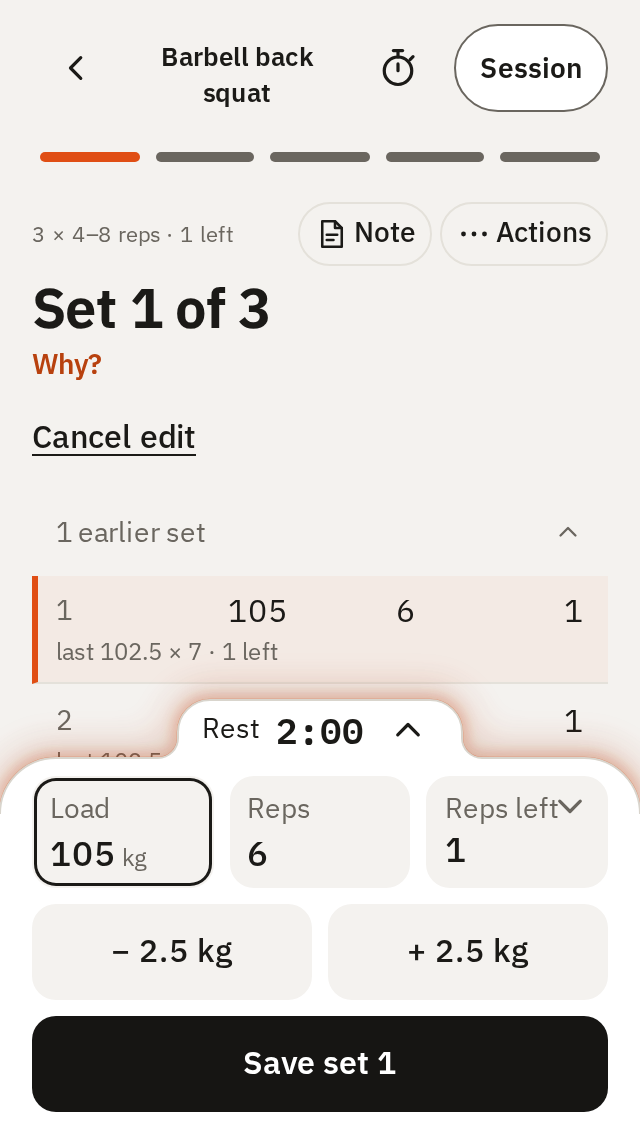 Barbell back
squat
Session
3 × 4–8 reps · 1 left
Note
Actions
Set 1 of 3
Why?
Cancel edit
1 earlier set
1 105 6 1
last 102.5 × 7 · 1 left
2 1
Rest 2:00
Load
105 kg
Reps
6
Reps left
1
− 2.5 kg
+ 2.5 kg
Save set 1